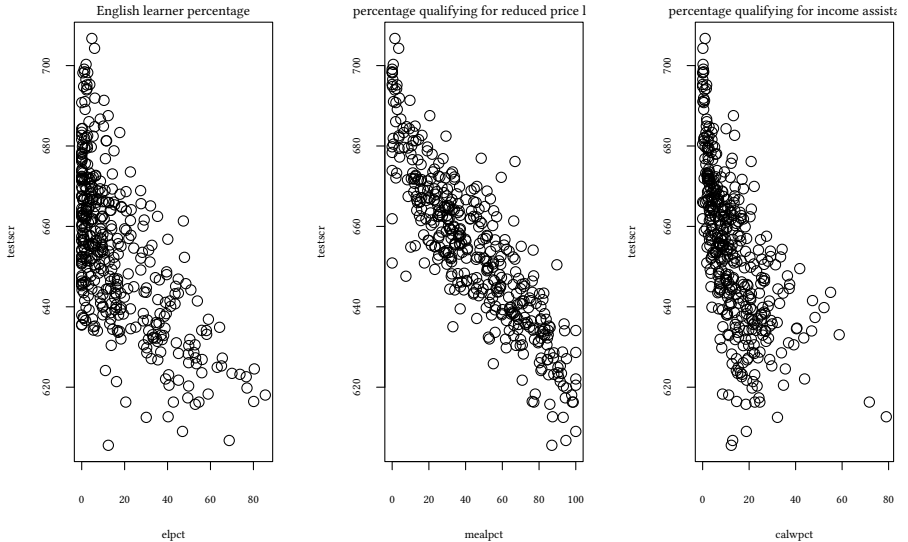 English learner percentage
testscr
700
680
660
640
620
0 20 40 60 80
elpct
percentage qualifying for reduced price l
testscr
700
680
660
640
620
0 20 40 60 80 100
mealpct
percentage qualifying for income assista
testscr
700
680
660
640
620
0 20 40 60 80
calwpct